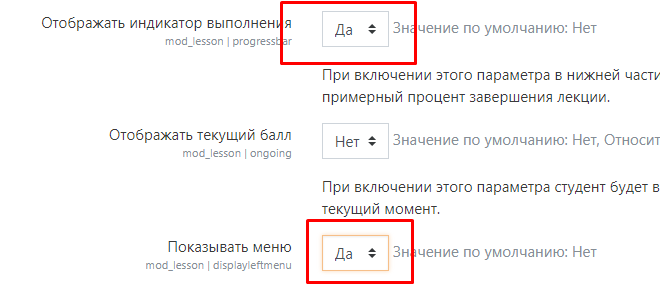 Отображать индикатор выполнения Да Значение по умолчанию: Нет
mod_lesson | progressbar
При включении этого параметра в нижней части
примерный процент завершения лекции.
Отображать текущий балл Нет Значение по умолчанию: Нет, Относит
mod_lesson | ongoing
При включении этого параметра студент будет в
текущий момент.
Показывать меню Да Значение по умолчанию: Нет
mod_lesson | displayleftmenu